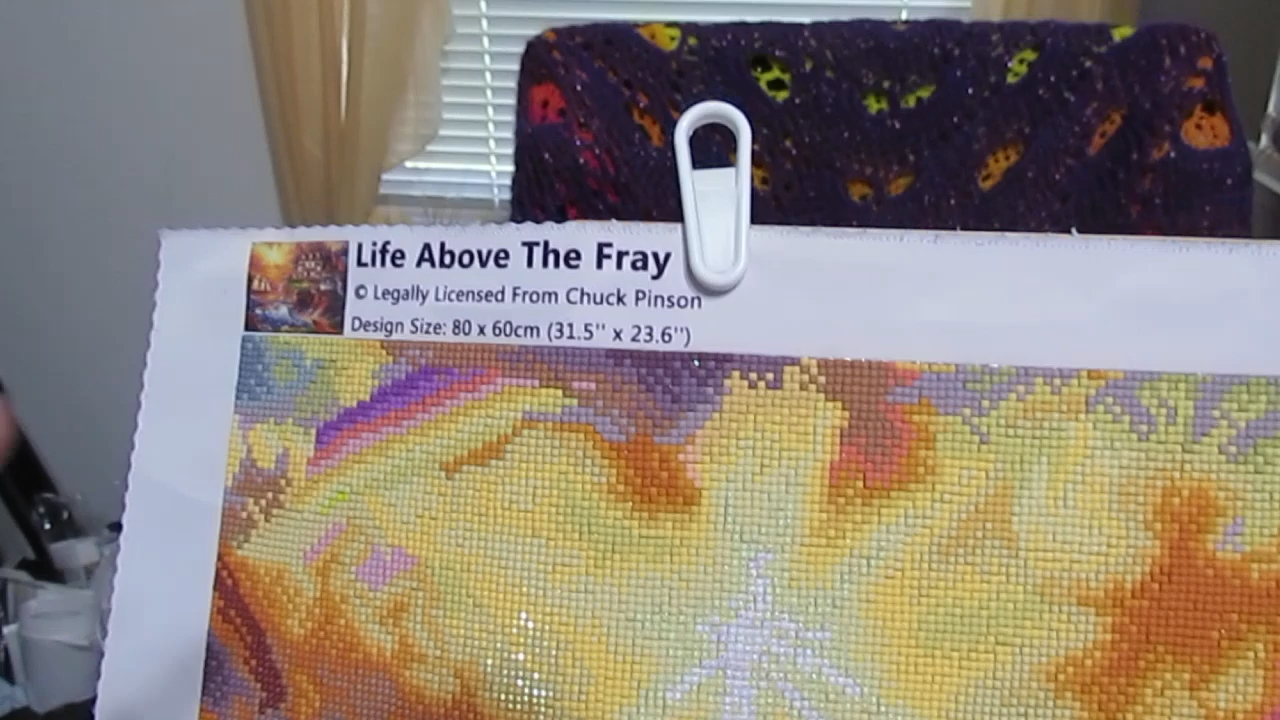 Life Above The Fray
© Legally Licensed From Chuck Pinson
Design Size: 80 x 60cm (31.5'' x 23.6'')